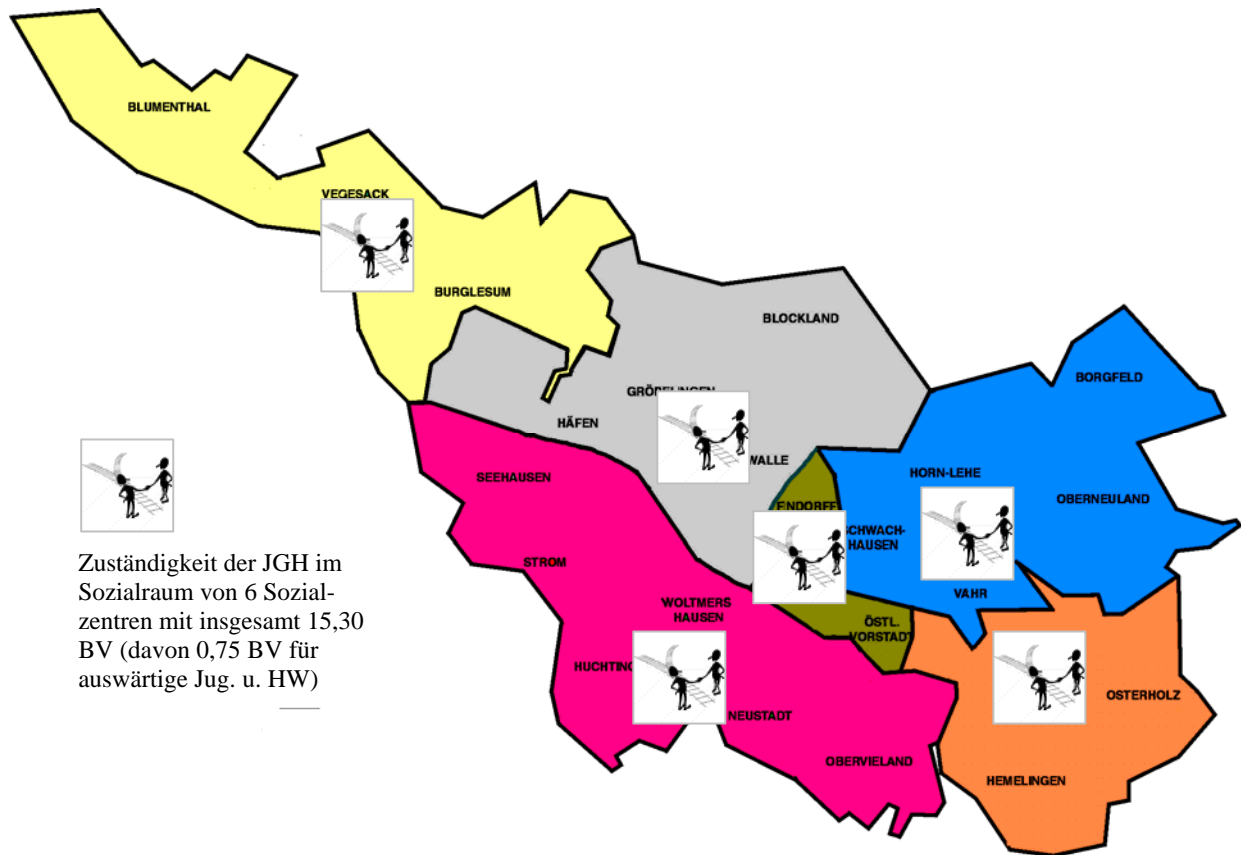 BLUMENTHAL
VEGESACK
BURGLESUM
BLOCKLAND
BORGFELD
HÄFEN
WALLE
HORN-LEHE
SEEHAUSEN
OBERNEULAND
SCHWACH-
HAUSEN
STROM
VAHR
WOLTMERS
HAUSEN
ÖSTL.
VORSTADT
NEUSTADT
OSTERHOLZ
OBERVIELAND
HEMELINGEN
Zuständigkeit der JGH im
Sozialraum von 6 Sozial-
zentren mit insgesamt 15,30
BV (davon 0,75 BV für
auswärtige Jug. u. HW)